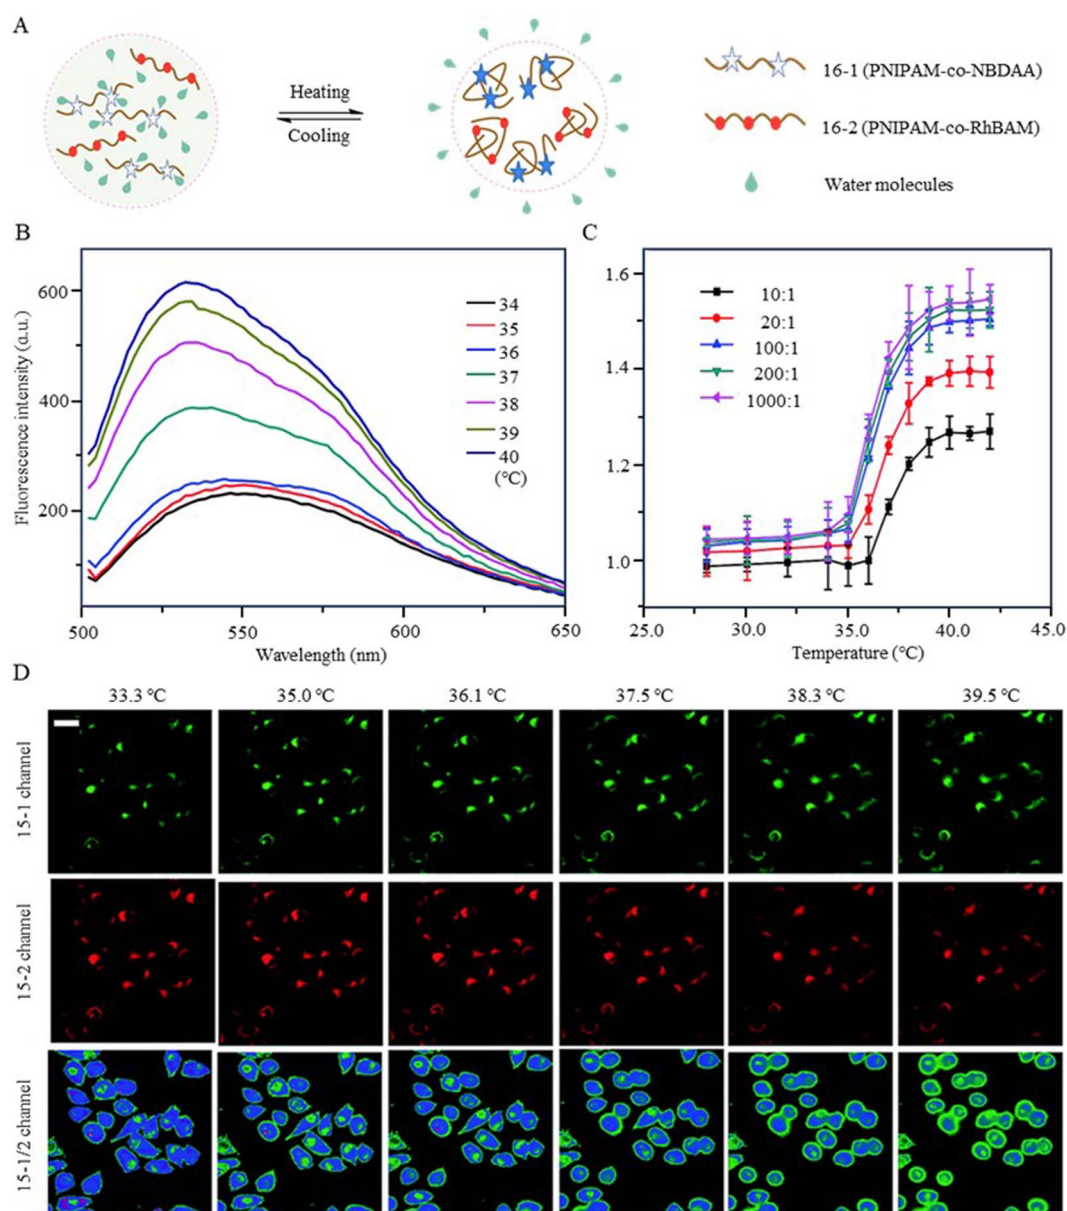 A
Heating
Cooling
16-1 (PNIPAM-co-NBDAA)
16-2 (PNIPAM-co-RhBAM)
Water molecules
B
Fluorescence intensity (a.u.)
600
400
200
500
550
600
650
Wavelength (nm)
34
35
36
37
38
39
40
(°C)
C
1.6
1.4
1.2
1.0
25.0
30.0
35.0
40.0
45.0
Temperature (°C)
10:1
20:1
100:1
200:1
1000:1
D
33.3 °C
35.0 °C
36.1 °C
37.5 °C
38.3 °C
39.5 °C
15-1 channel
15-2 channel
15-1/2 channel